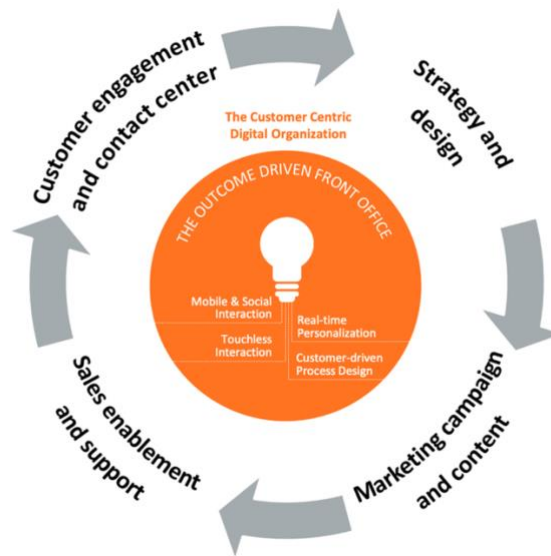 Customer engagement
and contact center
Strategy and
design
The Customer Centric
Digital Organization
THE OUTCOME DRIVEN FRONT OFFICE
Mobile & Social
Interaction
Real-time
Personalization
Touchless
Interaction
Customer-driven
Process Design
Sales enablement
and support
Marketing campaign
and content